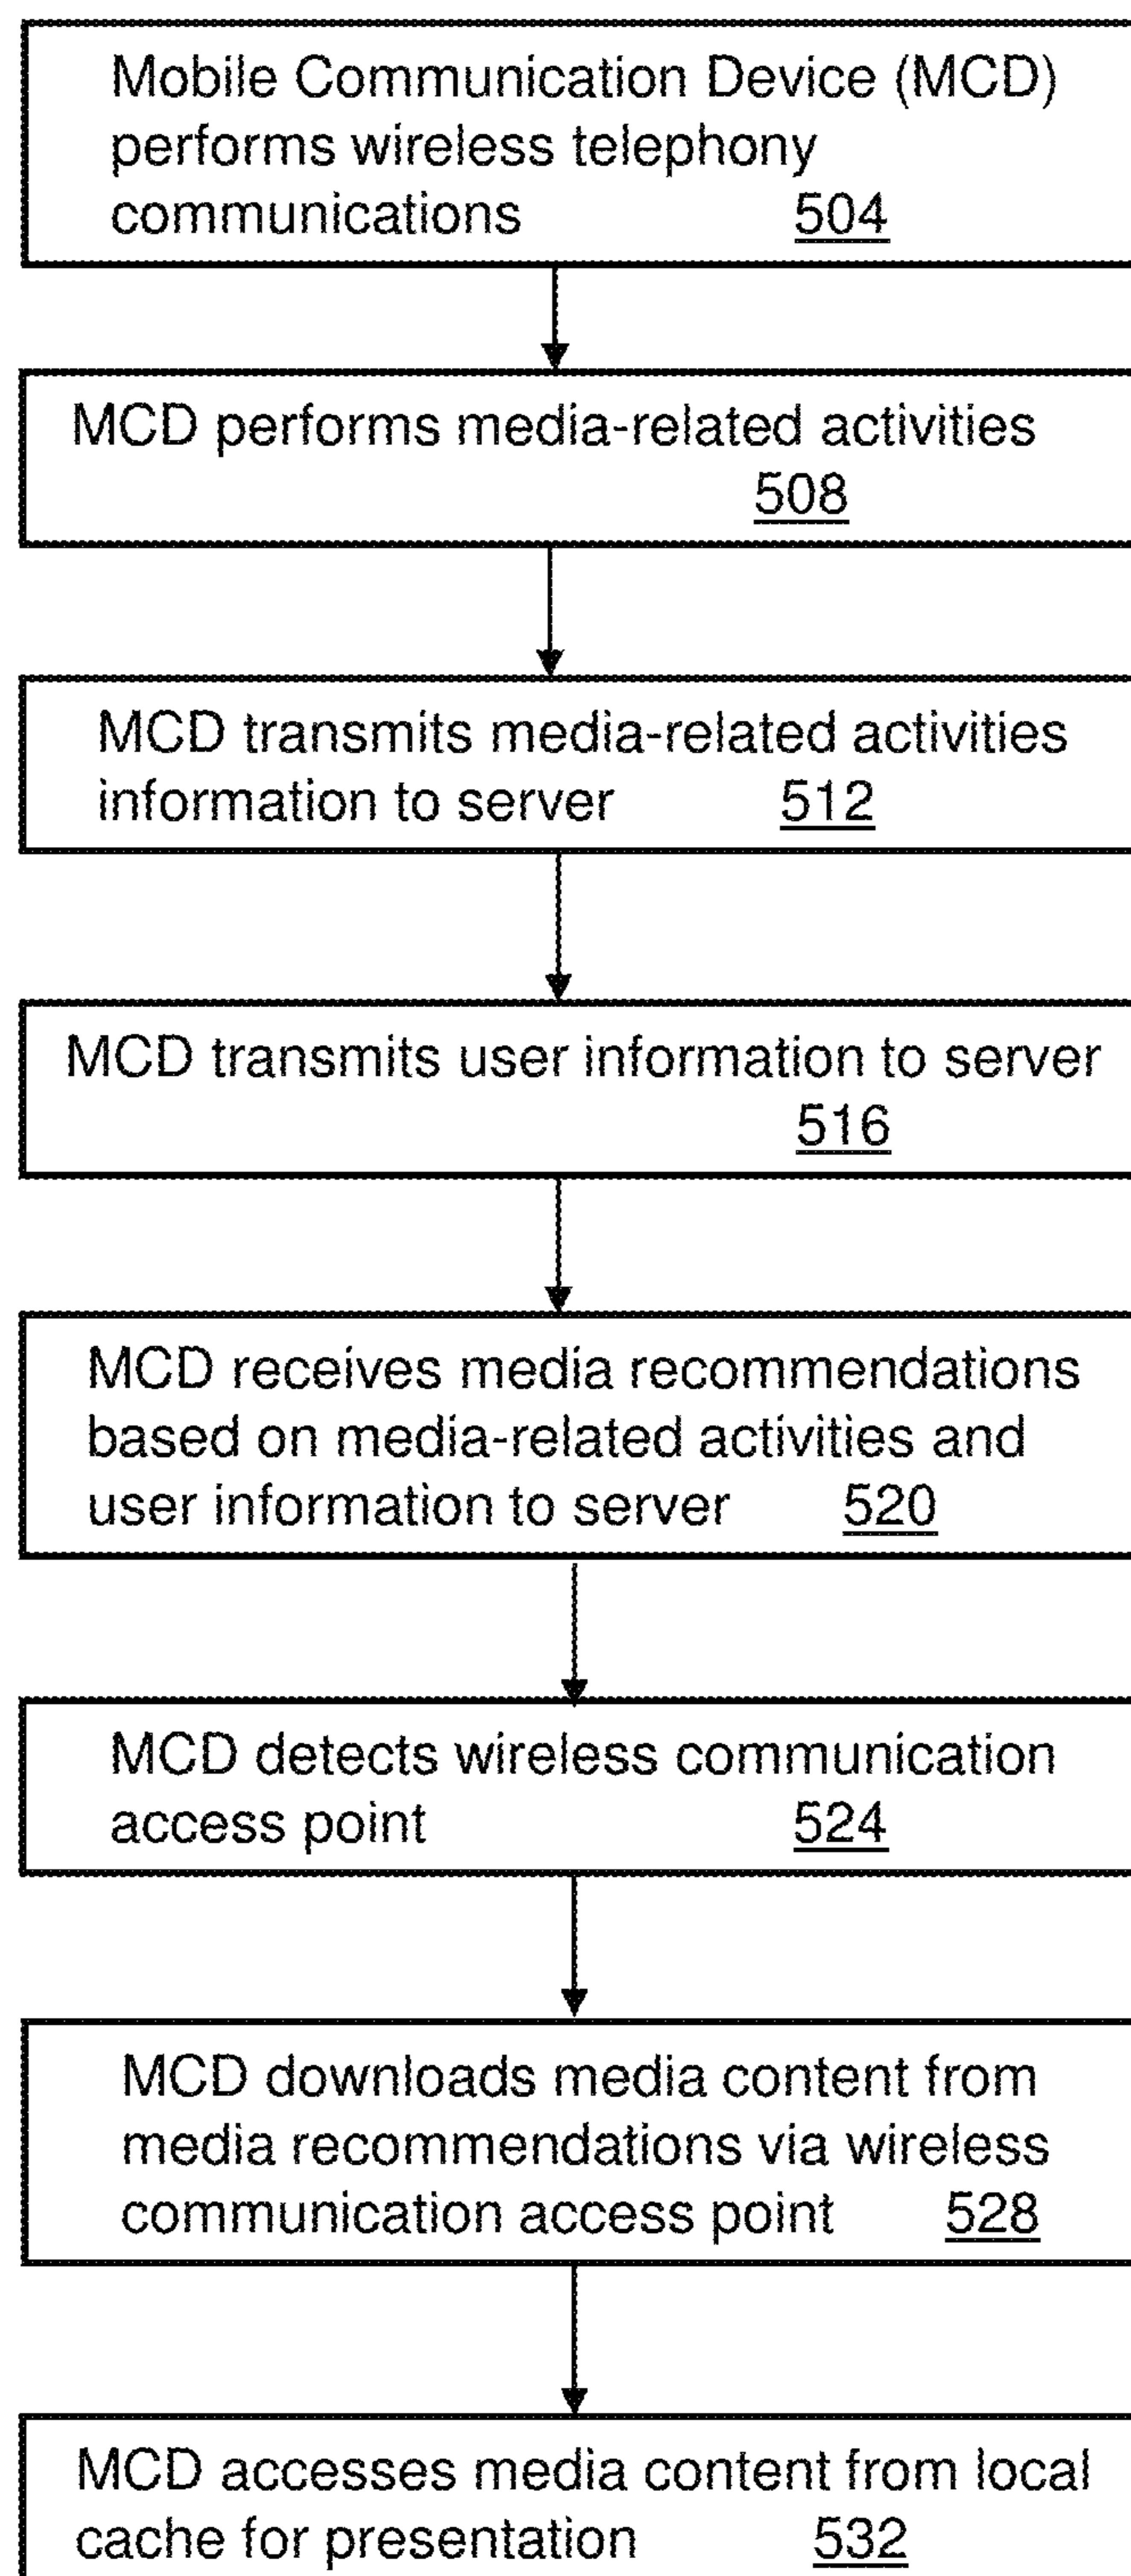 Mobile Communication Device (MCD)
performs wireless telephony
communications 504
MCD performs media-related activities
508
MCD transmits media-related activities
information to server 512
MCD transmits user information to server
516
MCD receives media recommendations
based on media-related activities and
user information to server 520
MCD detects wireless communication
access point 524
MCD downloads media content from
media recommendations via wireless
communication access point 528
MCD accesses media content from local
cache for presentation 532